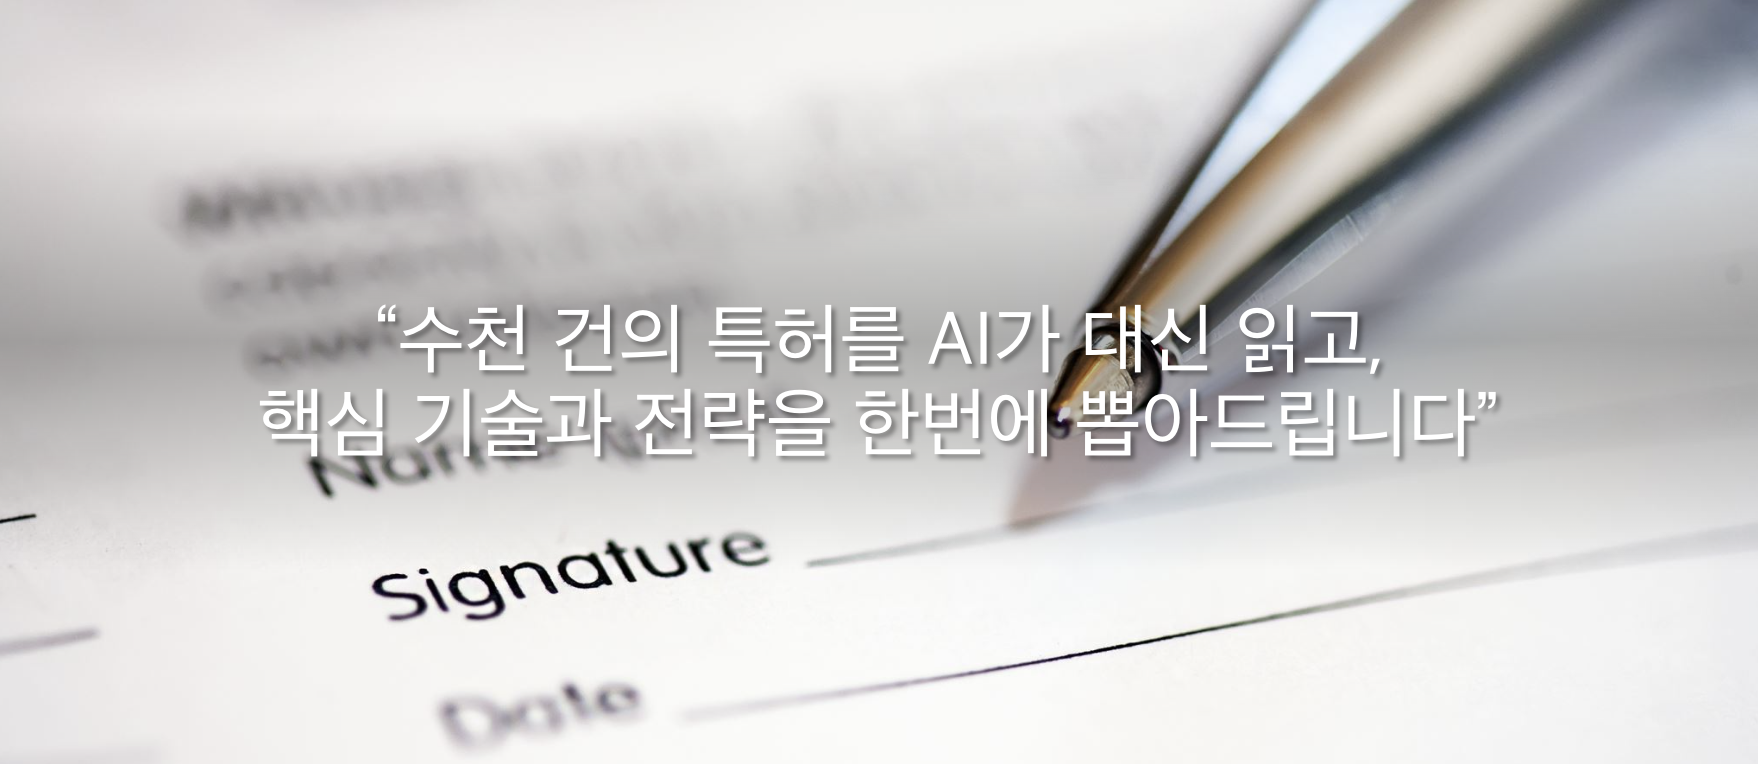 “수천 건의 특허를 AI가 대신 읽고,
핵심 기술과 전략을 한번에 뽑아드립니다”
Name
Signature
Date